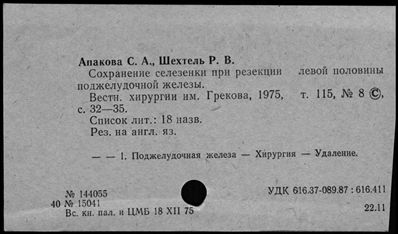 Апакова С. А., Шехтель Р. В.
Сохранение селезенки при резекции левой половины
поджелудочной железы.
Вестн. хирургии им. Грекова, 1975, т. 115, № 8 ©,
с. 32—35.
Список лит.: 18 назв.
Рез. на англ. яз.
— — 1. Поджелудочная железа — Хирургия — Удаление.
№ 144055
40 № 15041
Вс. кн. пал. и ЦМБ 18 XII 75
УДК 616.37-089.87 : 616.411
22.11